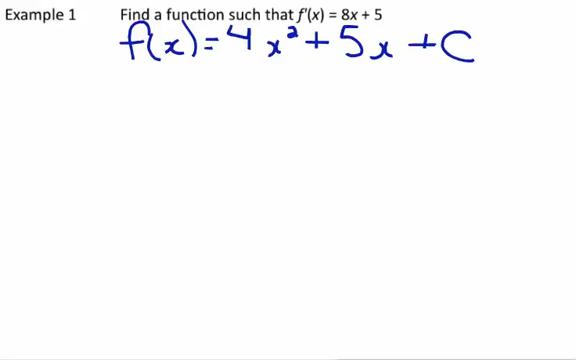 Example 1 Find a function such that f'(x) = 8x + 5
f(x) = 4x² + 5x + C